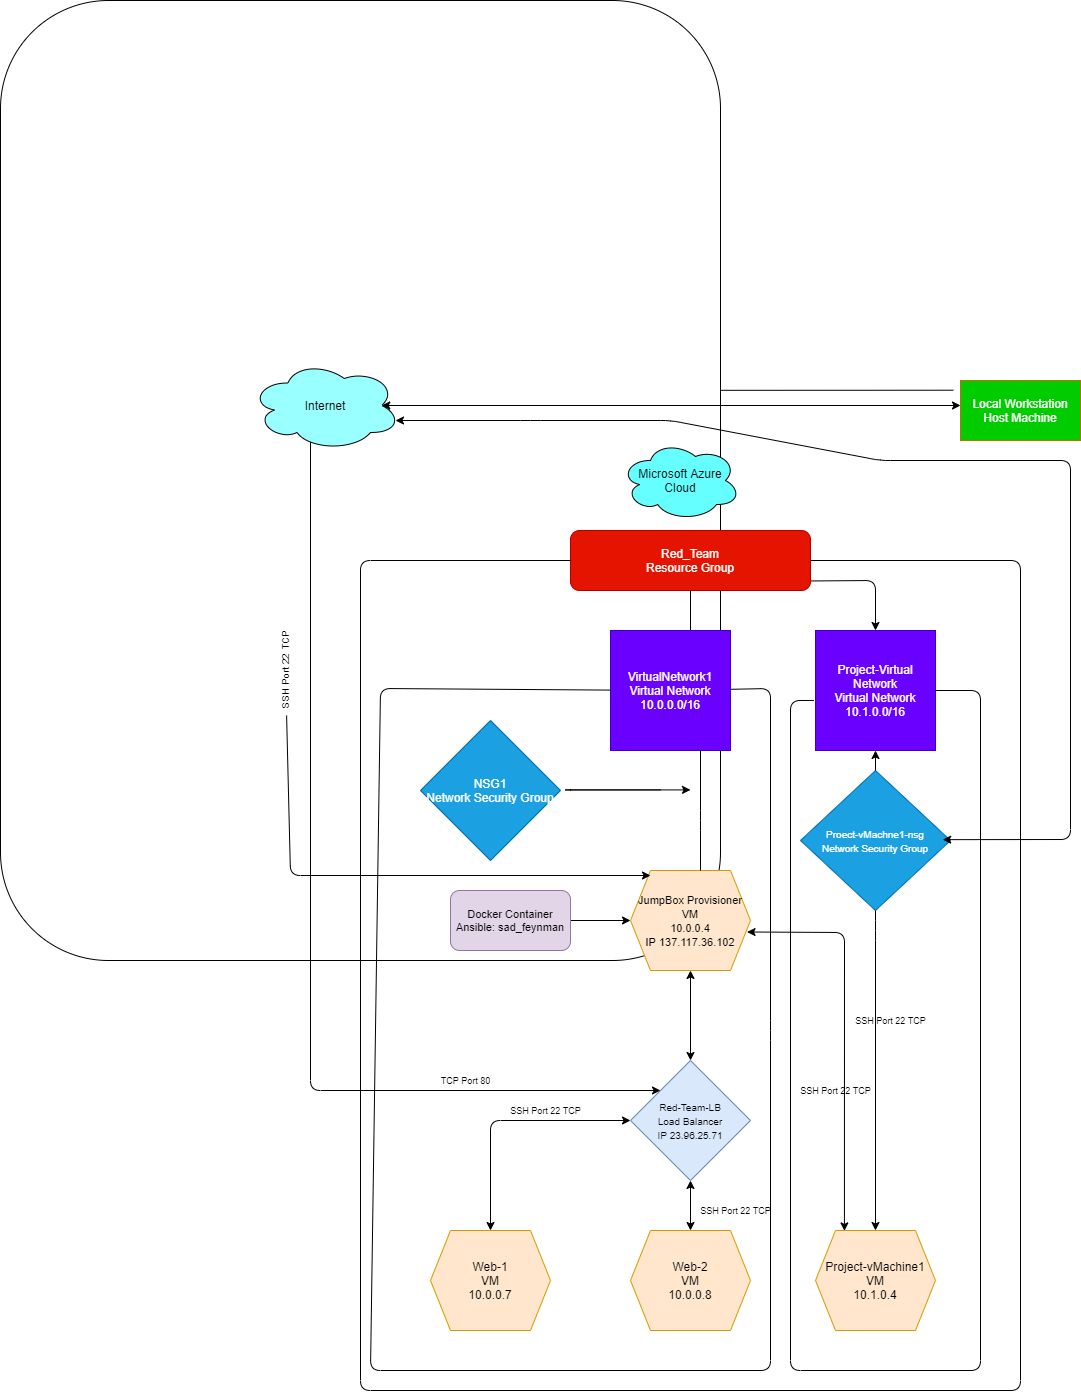 Internet
Local Workstation
Host Machine
Microsoft Azure
Cloud
Red_Team
Resource Group
SSH Port 22 TCP
VirtualNetwork1
Virtual Network
10.0.0.0/16
Project-Virtual
Network
Virtual Network
10.1.0.0/16
NSG1
Network Security Group
Proect-vMachne1-nsg
Network Security Group
Docker Container
Ansible: sad_feynman
JumpBox Provisioner
VM
10.0.0.4
IP 137.117.36.102
SSH Port 22 TCP
TCP Port 80
SSH Port 22 TCP
SSH Port 22 TCP
Red-Team-LB
Load Balancer
IP 23.96.25.71
SSH Port 22 TCP
Web-1
VM
10.0.0.7
Web-2
VM
10.0.0.8
Project-vMachine1
VM
10.1.0.4